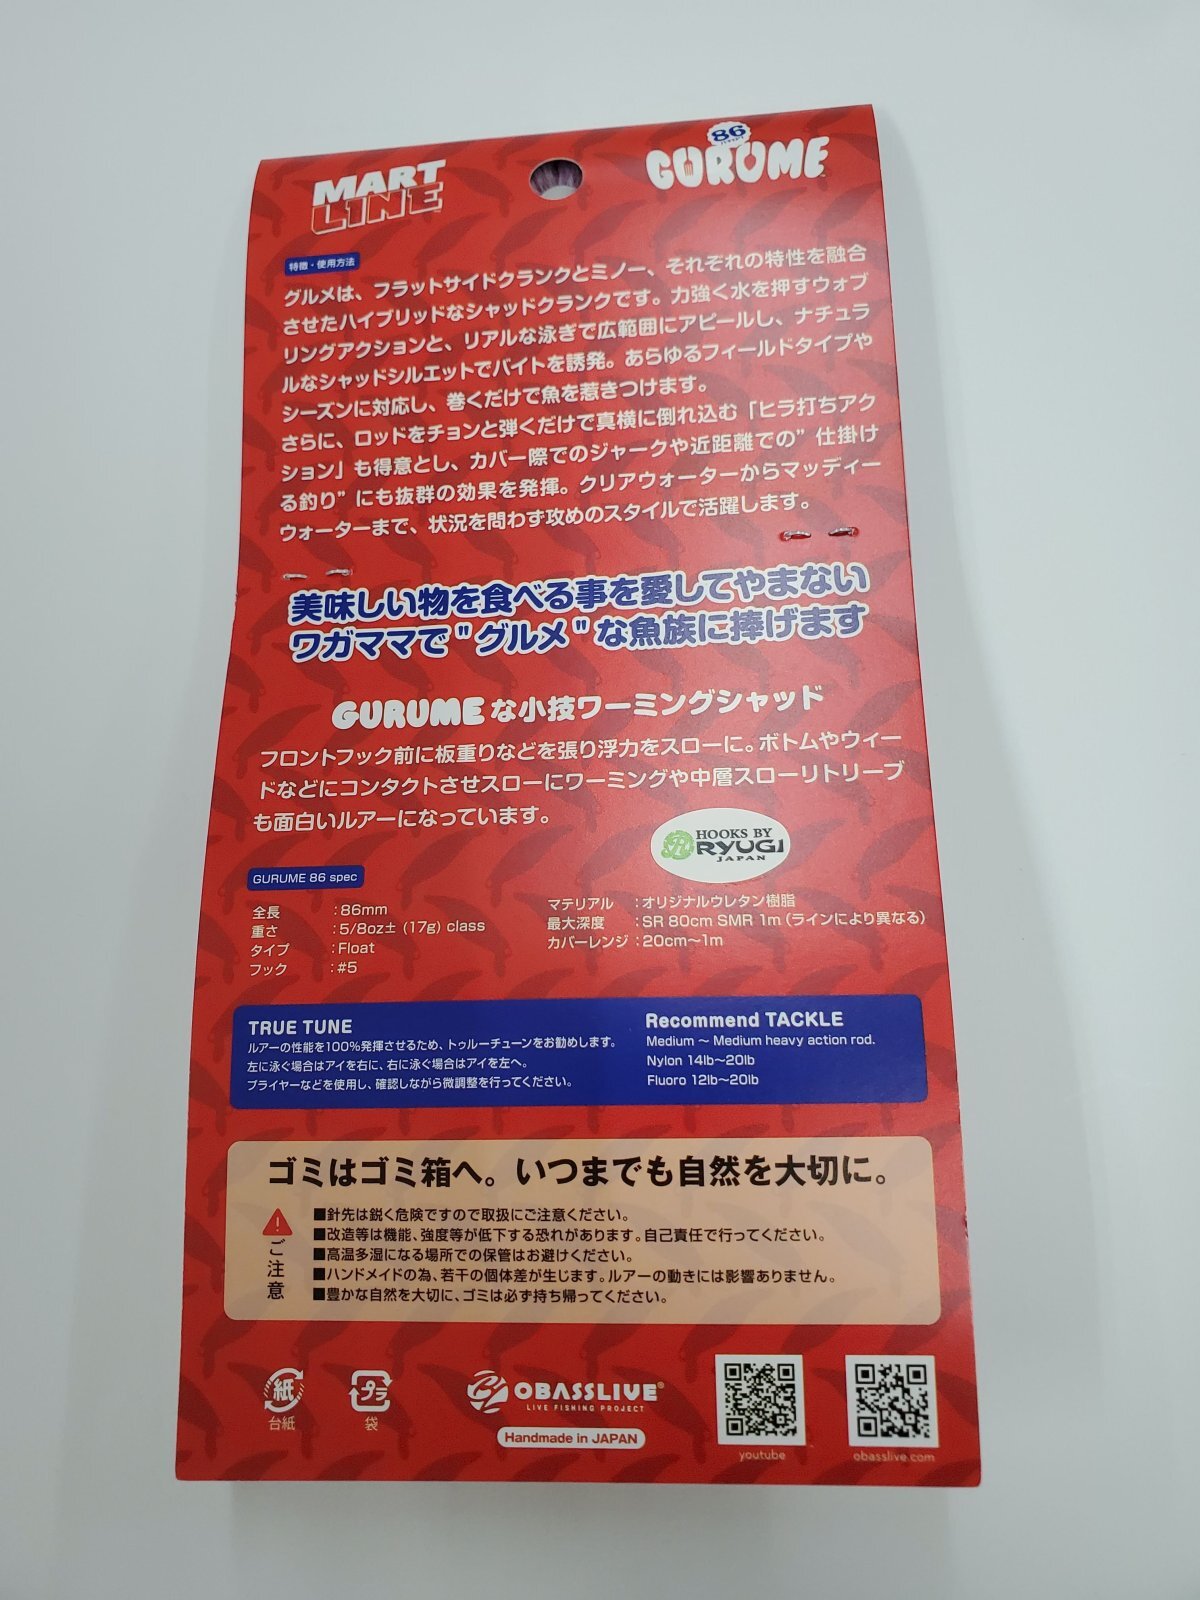 MART
LINE
86
GURUME
特徴・使用方法
グルメは、フラットサイドクランクとミノー、それぞれの特性を融合
させたハイブリッドなシャッドクランクです。力強く水を押すウォブ
リングアクションと、リアルな泳ぎで広範囲にアピールし、ナチュラ
ルなシャッドシルエットでバイトを誘発。あらゆるフィールドタイプや
シーズンに対応し、巻くだけで魚を惹きつけます。
さらに、ロッドをチョンと弾くだけで真横に倒れ込む「ヒラ打ちアク
ション」も得意とし、カバー際でのジャークや近距離での”仕掛け
る釣り”にも抜群の効果を発揮。クリアウォーターからマッディー
ウォーターまで、状況を問わず攻めのスタイルで活躍します。
美味しい物を食べる事を愛してやまない
ワガママで"グルメ"な魚族に捧げます
GURUMEな小技ワーミングシャッド
フロントフック前に板重りなどを張り浮力をスローに。ボトムやウィー
ドなどにコンタクトさせスローにワーミングや中層スローリトリーブ
も面白いルアーになっています。
HOOKS BY
RYUGI
JAPAN
GURUME 86 spec
全長 :86mm
重さ :5/8oz± (17g) class
タイプ :Float
フック :#5
マテリアル :オリジナルウレタン樹脂
最大深度 :SR 80cm SMR 1m (ラインにより異なる)
カバーレンジ :20cm〜1m
TRUE TUNE
ルアーの性能を100%発揮させるため、トゥルーチューンをお勧めします。
左に泳ぐ場合はアイを右に、右に泳ぐ場合はアイを左へ。
プライヤーなどを使用し、確認しながら微調整を行ってください。
Recommend TACKLE
Medium 〜 Medium heavy action rod.
Nylon 14lb〜20lb
Fluoro 12lb〜20lb
ゴミはゴミ箱へ。いつまでも自然を大切に。
ご注意
■針先は鋭く危険ですので取扱にご注意ください。
■改造等は機能、強度等が低下する恐れがあります。自己責任で行ってください。
■高温多湿になる場所での保管はお避けください。
■ハンドメイドの為、若干の個体差が生じます。ルアーの動きには影響ありません。
■豊かな自然を大切に、ゴミは必ず持ち帰ってください。
紙
台紙
プラ
袋
OBASSLIVE®
LIVE FISHING PROJECT
Handmade in JAPAN
youtube
obasslive.com